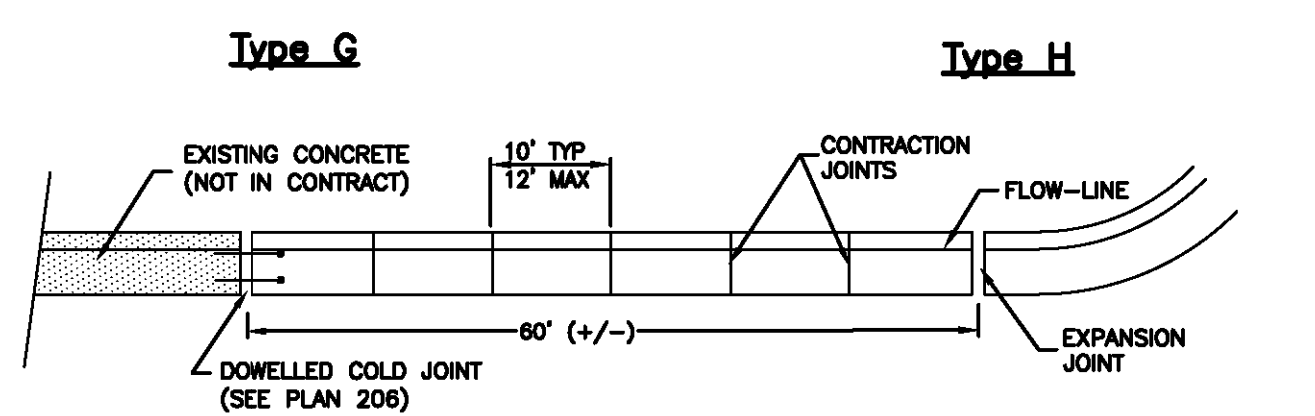 Type G
Type H
EXISTING CONCRETE
(NOT IN CONTRACT)
10' TYP
12' MAX
CONTRACTION
JOINTS
FLOW-LINE
60' (+/-)
DOWELLED COLD JOINT
(SEE PLAN 206)
EXPANSION
JOINT